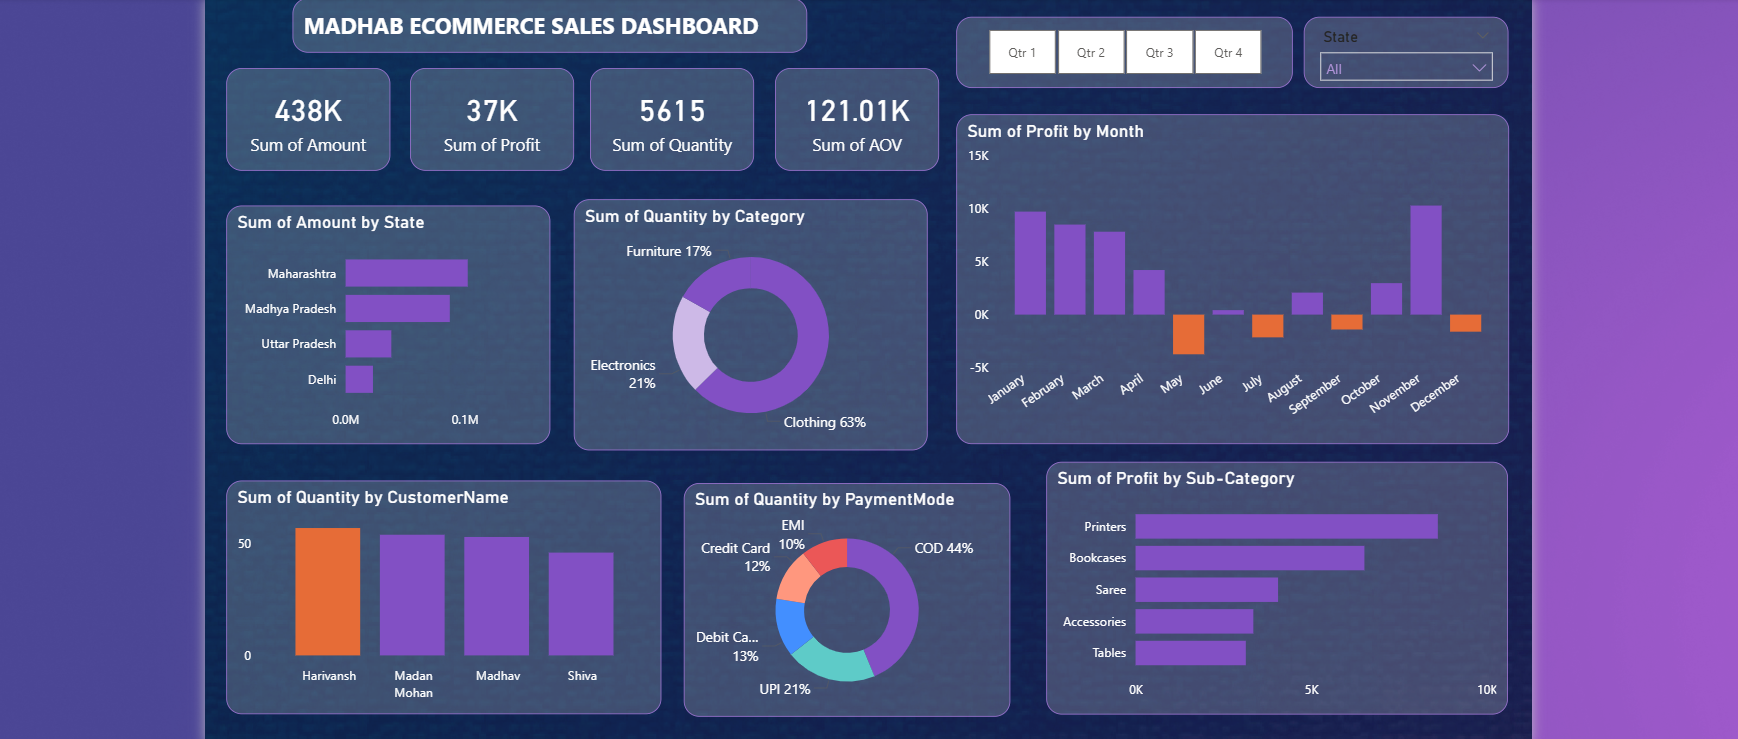 MADHAB ECOMMERCE SALES DASHBOARD
Qtr 1
Qtr 2
Qtr 3
Qtr 4
State
All
438K
Sum of Amount
37K
Sum of Profit
5615
Sum of Quantity
121.01K
Sum of AOV
Sum of Profit by Month
15K
10K
5K
0K
-5K
January
February
March
April
May
June
July
August
September
October
November
December
Sum of Amount by State
Maharashtra
Madhya Pradesh
Uttar Pradesh
Delhi
0.0M
0.1M
Sum of Quantity by Category
Furniture 17%
Electronics
21%
Clothing 63%
Sum of Quantity by CustomerName
50
0
Harivansh
Madan
Mohan
Madhav
Shiva
Sum of Quantity by PaymentMode
EMI
10%
Credit Card
12%
COD 44%
Debit Ca...
13%
UPI 21%
Sum of Profit by Sub-Category
Printers
Bookcases
Saree
Accessories
Tables
0K
5K
10K